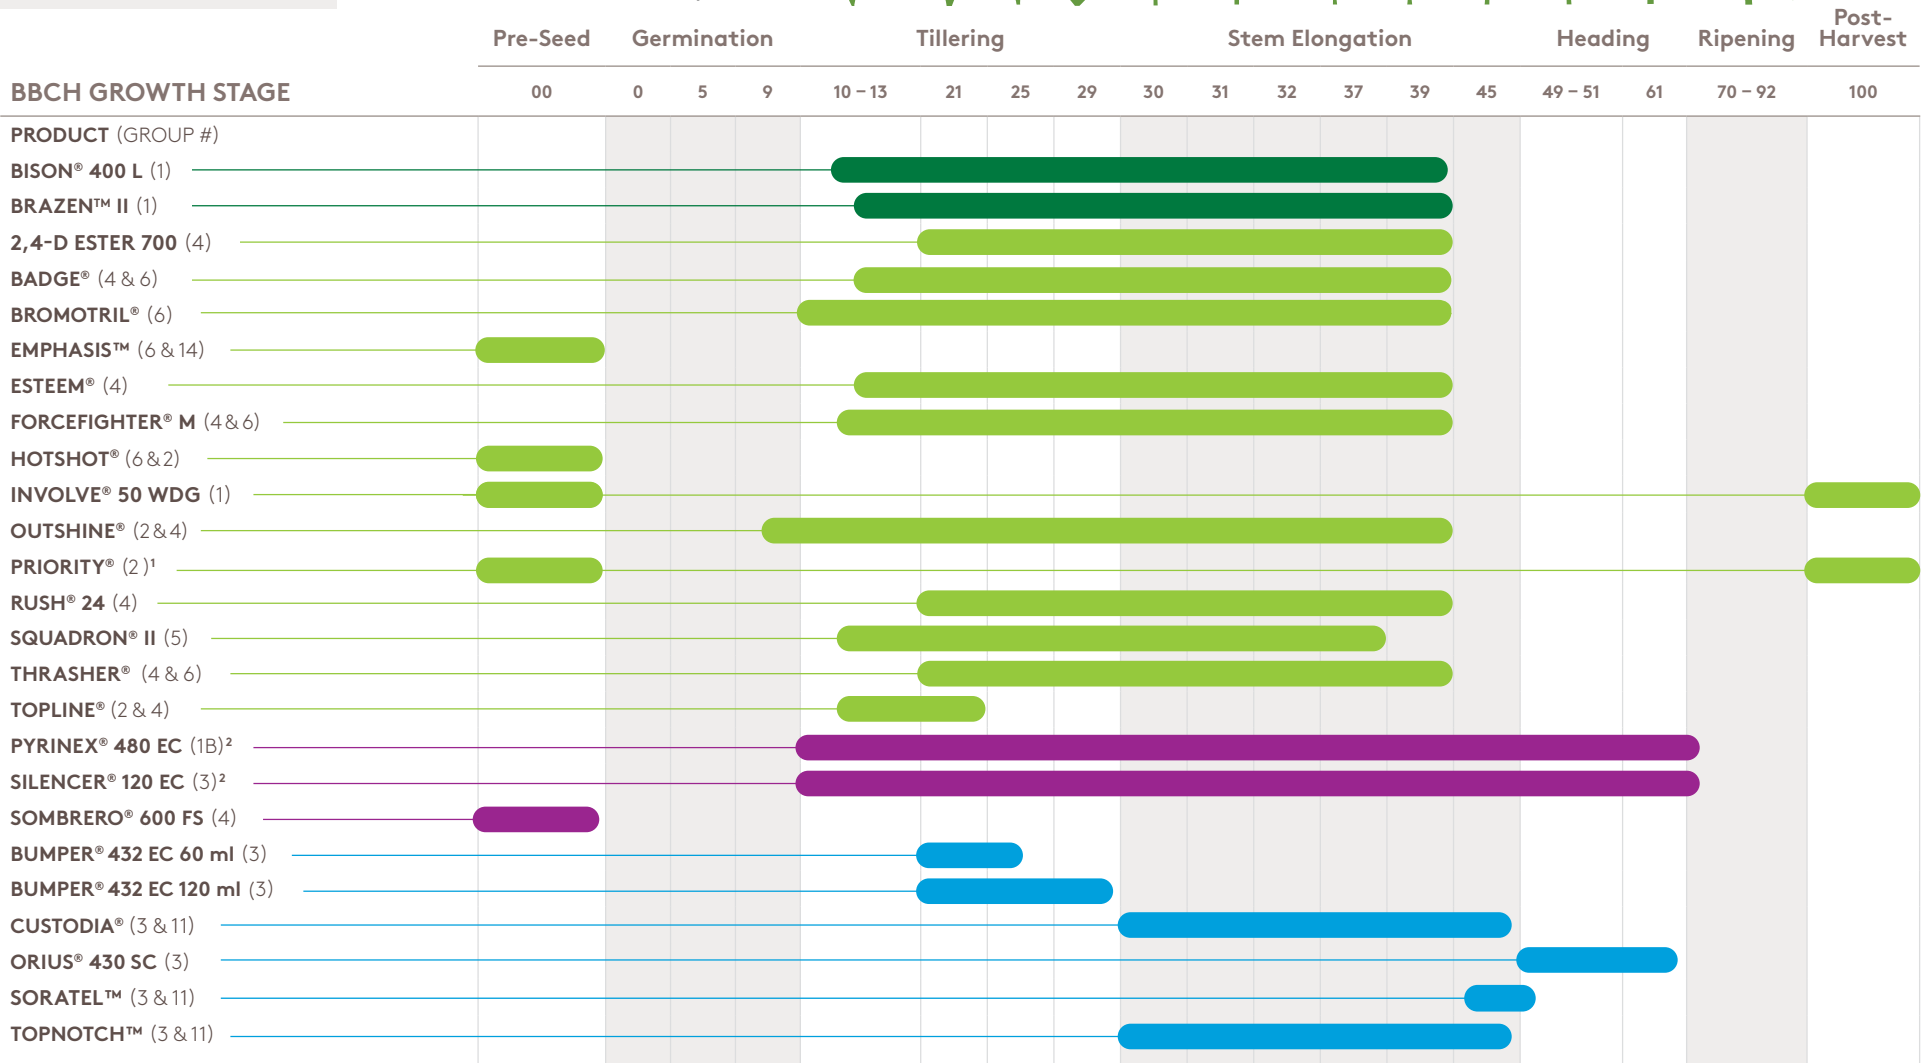 Pre-Seed Germination Tillering Stem Elongation Heading Ripening Post-Harvest
BBCH GROWTH STAGE 00 0 5 9 10 – 13 21 25 29 30 31 32 37 39 45 49 – 51 61 70 – 92 100
PRODUCT (GROUP #)
BISON® 400 L (1)
BRAZEN™ II (1)
2,4-D ESTER 700 (4)
BADGE® (4 & 6)
BROMOTRIL® (6)
EMPHASIS™ (6 & 14)
ESTEEM® (4)
FORCEFIGHTER® M (4 & 6)
HOTSHOT® (6 & 2)
INVOLVE® 50 WDG (1)
OUTSHINE® (2 & 4)
PRIORITY® (2 )¹
RUSH® 24 (4)
SQUADRON® II (5)
THRASHER® (4 & 6)
TOPLINE® (2 & 4)
PYRINEX® 480 EC (1B)²
SILENCER® 120 EC (3)²
SOMBRERO® 600 FS (4)
BUMPER® 432 EC 60 ml (3)
BUMPER® 432 EC 120 ml (3)
CUSTODIA® (3 & 11)
ORIUS® 430 SC (3)
SORATEL™ (3 & 11)
TOPNOTCH™ (3 & 11)